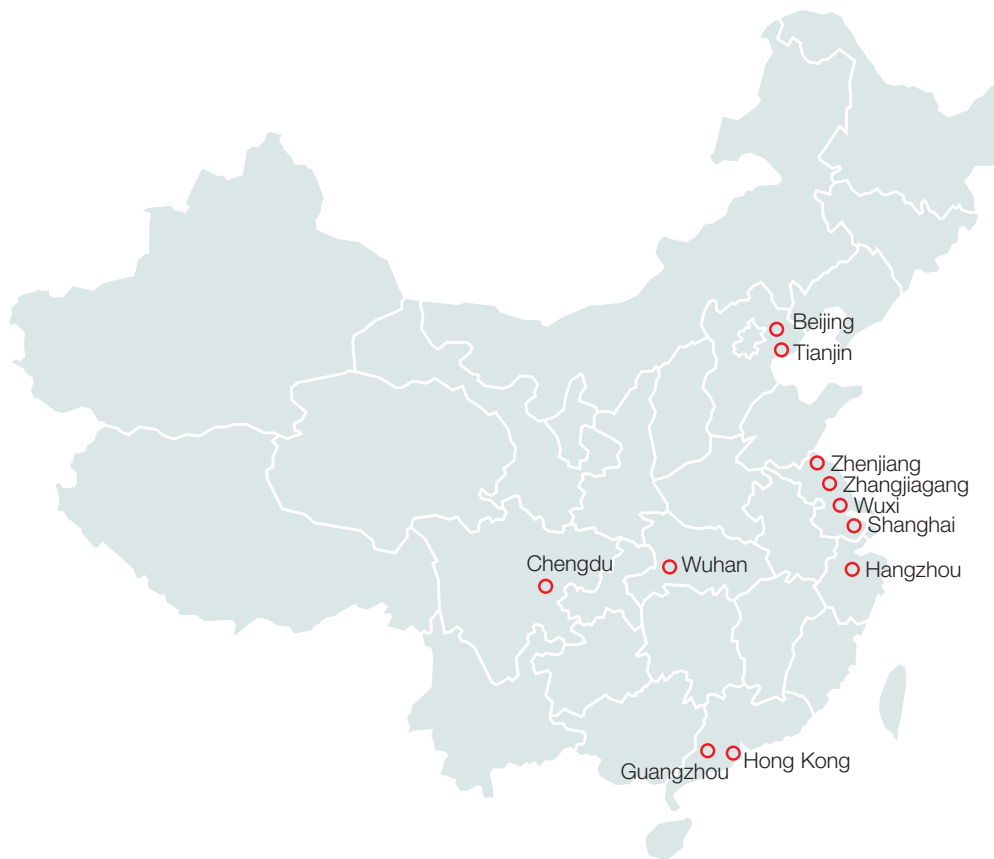 Beijing
Tianjin
Zhenjiang
Zhangjiagang
Wuxi
Shanghai
Chengdu
Wuhan
Hangzhou
Hong Kong
Guangzhou